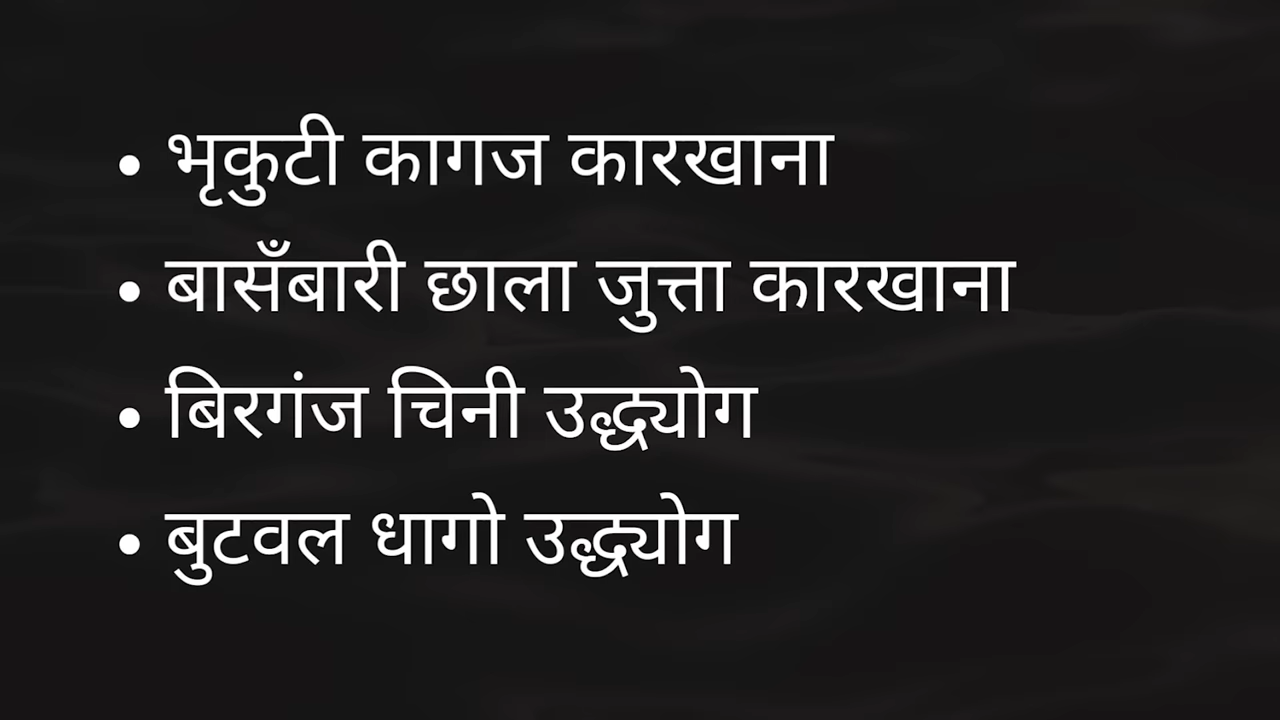 • भृकुटी कागज कारखाना
• बासँबारी छाला जुत्ता कारखाना
• बिरगंज चिनी उद्ध्योग
• बुटवल धागो उद्ध्योग